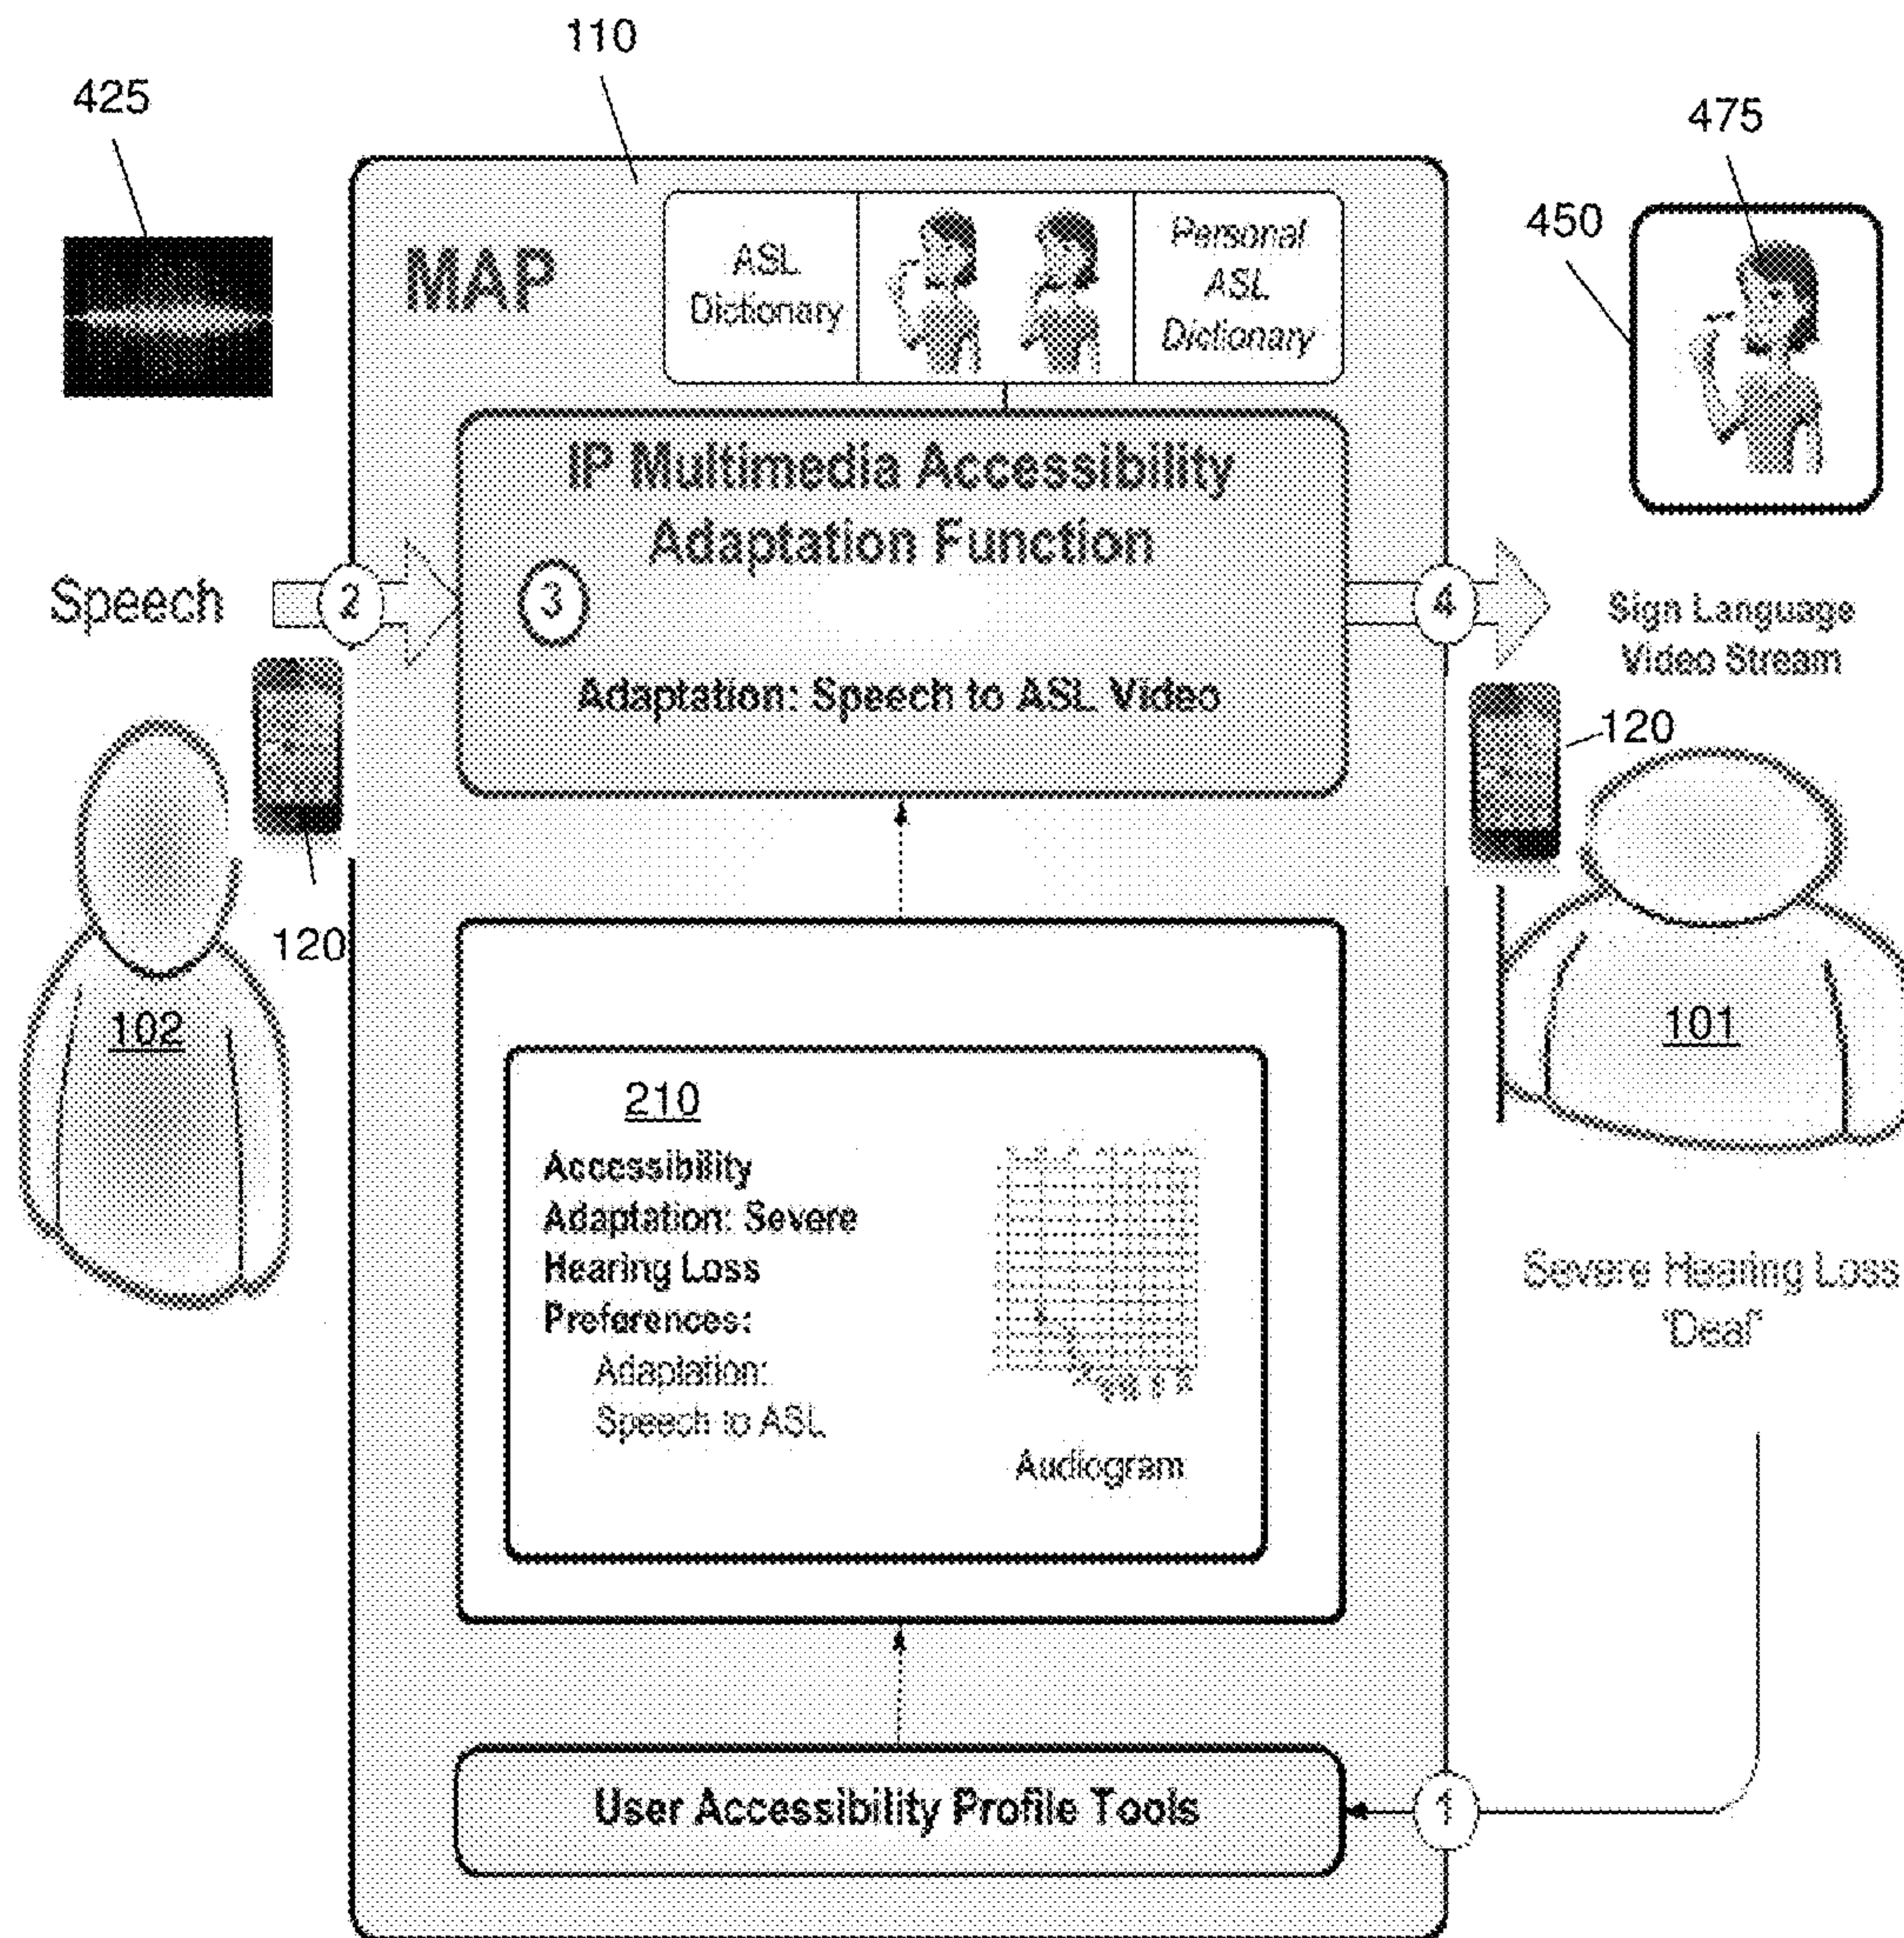 110
425
475
MAP
ASL
Dictionary
Personal
ASL
Dictionary
450
IP Multimedia Accessibility
Adaptation Function
Speech
2
3
4
Sign Language
Video Stream
Adaptation: Speech to ASL Video
120
120
102
101
210
Accessibility
Adaptation: Severe
Hearing Loss
Preferences:
Adaptation:
Speech to ASL
Audiogram
Severe Hearing Loss
"Deaf"
User Accessibility Profile Tools
1